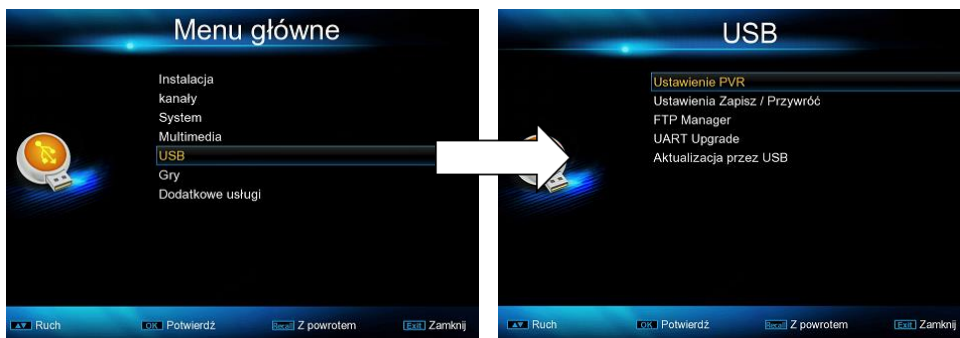 Menu główne
Instalacja
kanały
System
Multimedia
USB
Gry
Dodatkowe usługi
Ruch
OK Potwierdź
Recall Z powrotem
Exit Zamknij
USB
Ustawienie PVR
Ustawienia Zapisz / Przywróć
FTP Manager
UART Upgrade
Aktualizacja przez USB
Ruch
OK Potwierdź
Recall Z powrotem
Exit Zamknij